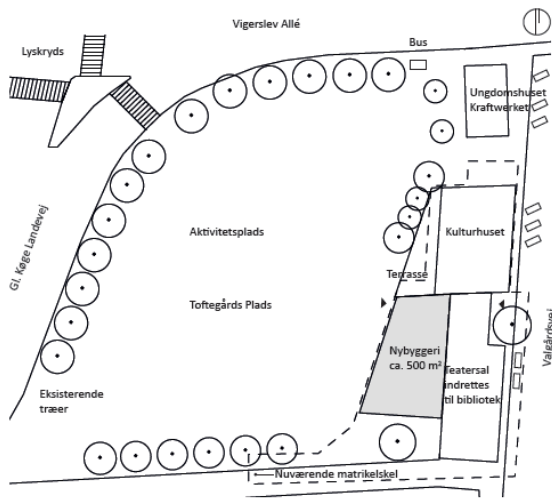 Vigerslev Allé
Lyskryds
Bus
Ungdomshuset
Kraftwerket
Gl. Køge Landevej
Aktivitetsplads
Kulturhuset
Terrasse
Toftegårds Plads
Valgårdsvej
Nybyggeri
ca. 500 m²
Teatersal
indrettes
til bibliotek
Eksisterende
træer
Nuværende matrikelskel